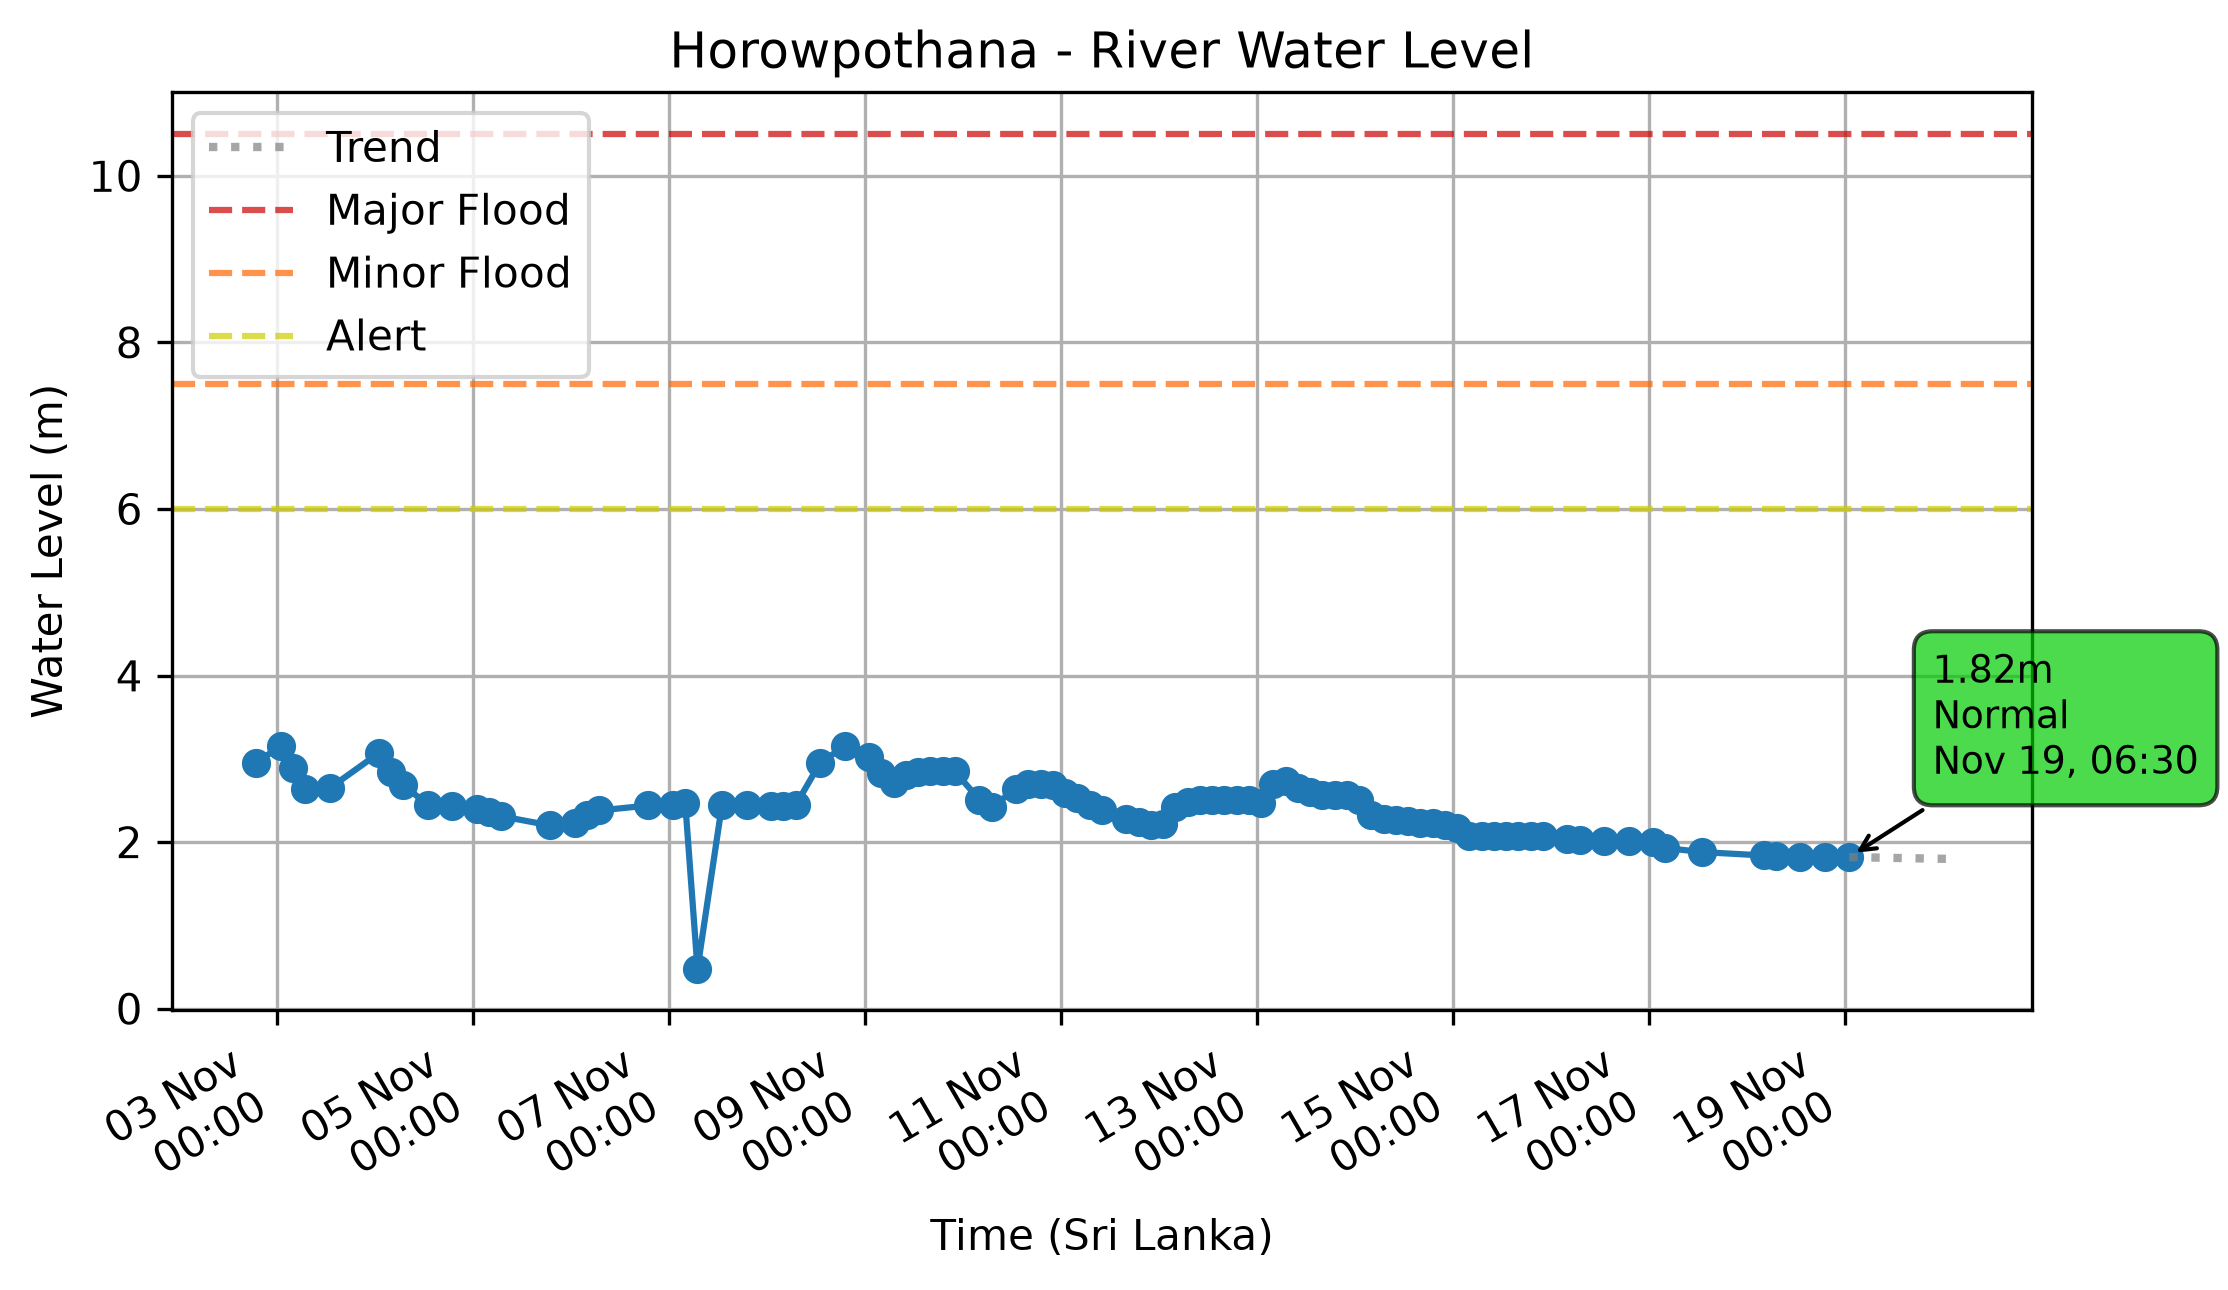 Horowpothana - River Water Level
Trend
Major Flood
Minor Flood
Alert
10
8
6
4
2
0
Water Level (m)
1.82m
Normal
Nov 19, 06:30
03 Nov
00:00
05 Nov
00:00
07 Nov
00:00
09 Nov
00:00
11 Nov
00:00
13 Nov
00:00
15 Nov
00:00
17 Nov
00:00
19 Nov
00:00
Time (Sri Lanka)